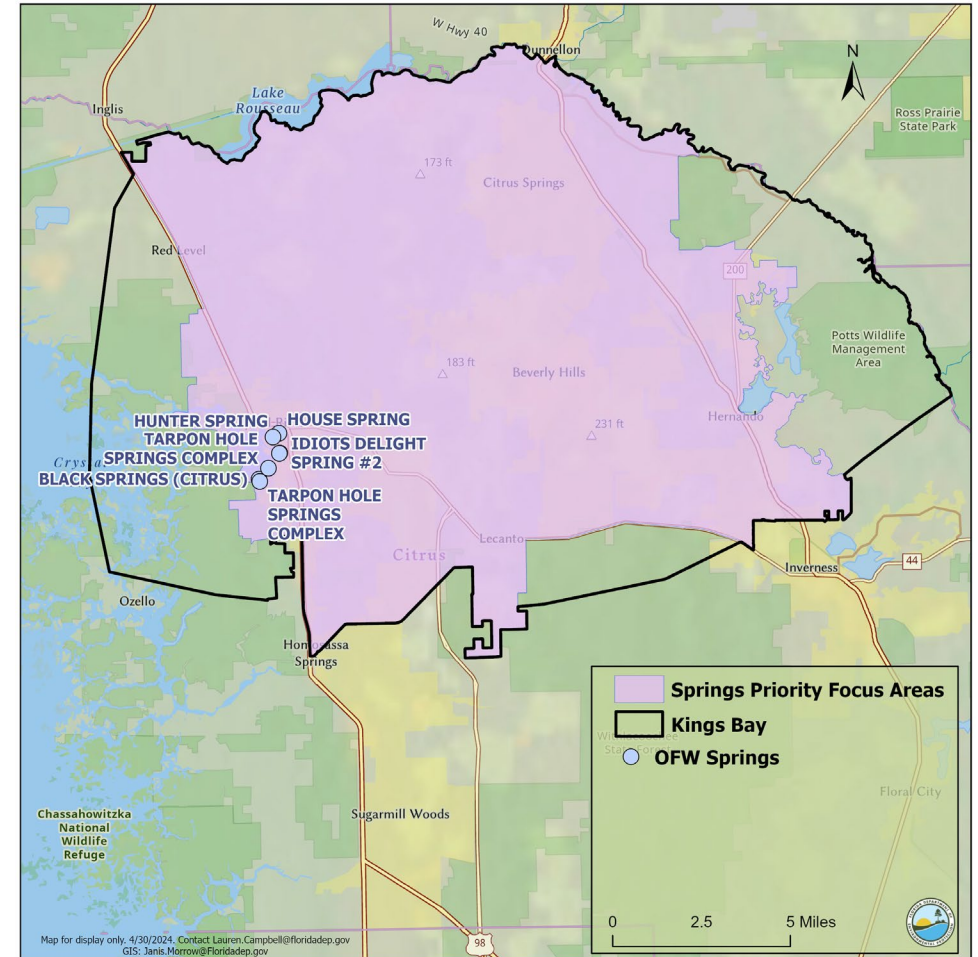 W Hwy 40
Dunnellon
N
Inglis
Lake
Rousseau
Ross Prairie
State Park
173 ft
Citrus Springs
Red Level
200
Potts Wildlife
Management
Area
183 ft
Beverly Hills
231 ft
Hernando
HUNTER SPRING
HOUSE SPRING
TARPON HOLE
SPRINGS COMPLEX
IDIOTS DELIGHT
SPRING #2
BLACK SPRINGS (CITRUS)
TARPON HOLE
SPRINGS
COMPLEX
Citrus
Lecanto
Inverness
44
Ozello
Homosassa
Springs
Springs Priority Focus Areas
Kings Bay
OFW Springs
Floral City
Chassahowitzka
National
Wildlife
Refuge
Sugarmill Woods
0 2.5 5 Miles
98
Map for display only. 4/30/2024. Contact Lauren.Campbell@floridadep.gov
GIS: Janis.Morrow@Floridadep.gov